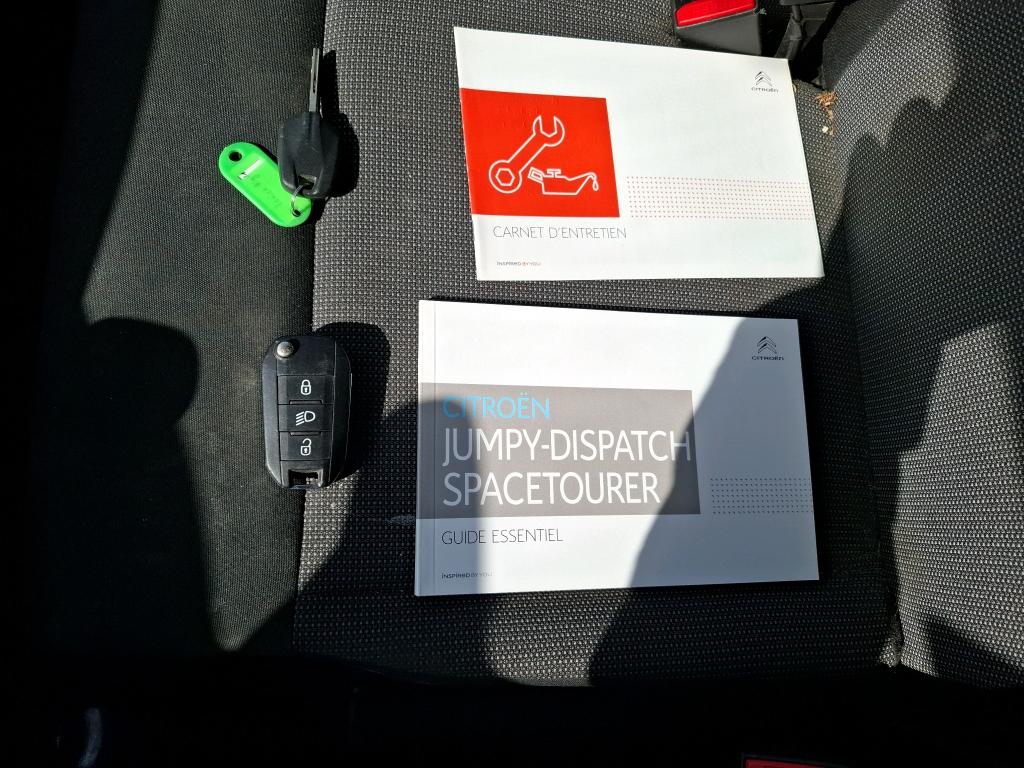 CITROËN
CARNET D'ENTRETIEN
INSPIRED BY YOU
CITROËN
CITROËN
JUMPY-DISPATCH
SPACETOURER
GUIDE ESSENTIEL
INSPIRED BY YOU